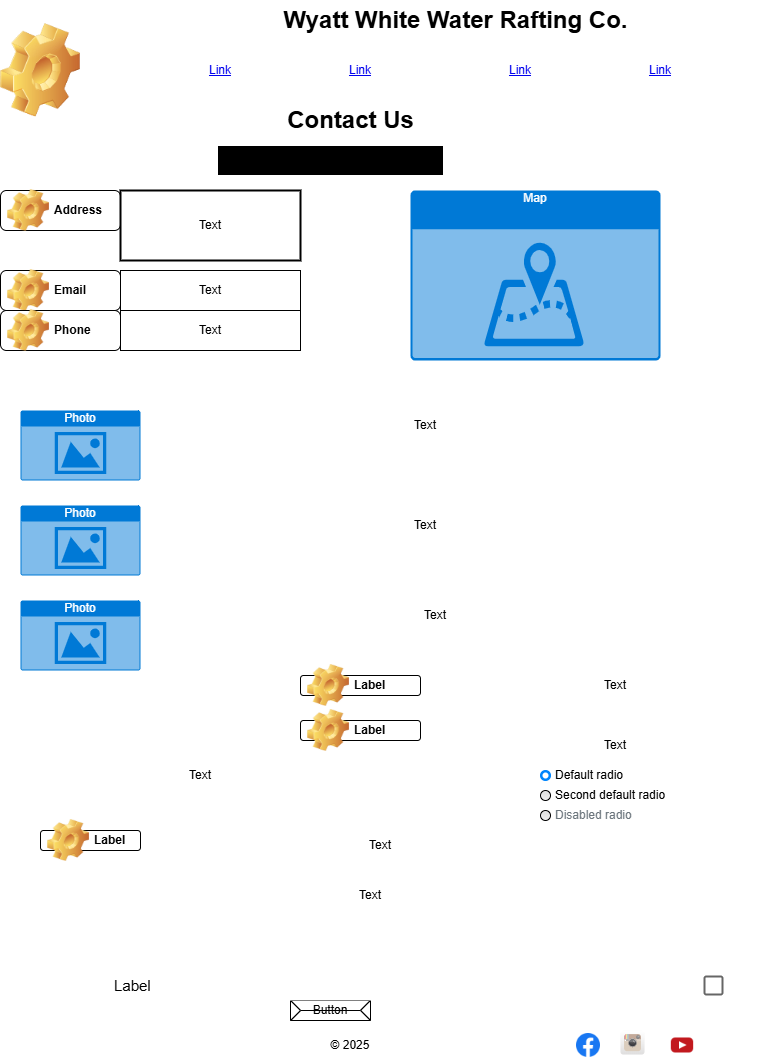 Wyatt White Water Rafting Co.
Link Link Link Link
Contact Us
Address
Text
Map
Email
Text
Phone
Text
Photo
Text
Photo
Text
Photo
Text
Label
Text
Label
Text
Text
Default radio
Second default radio
Disabled radio
Label
Text
Text
Label
Button
© 2025